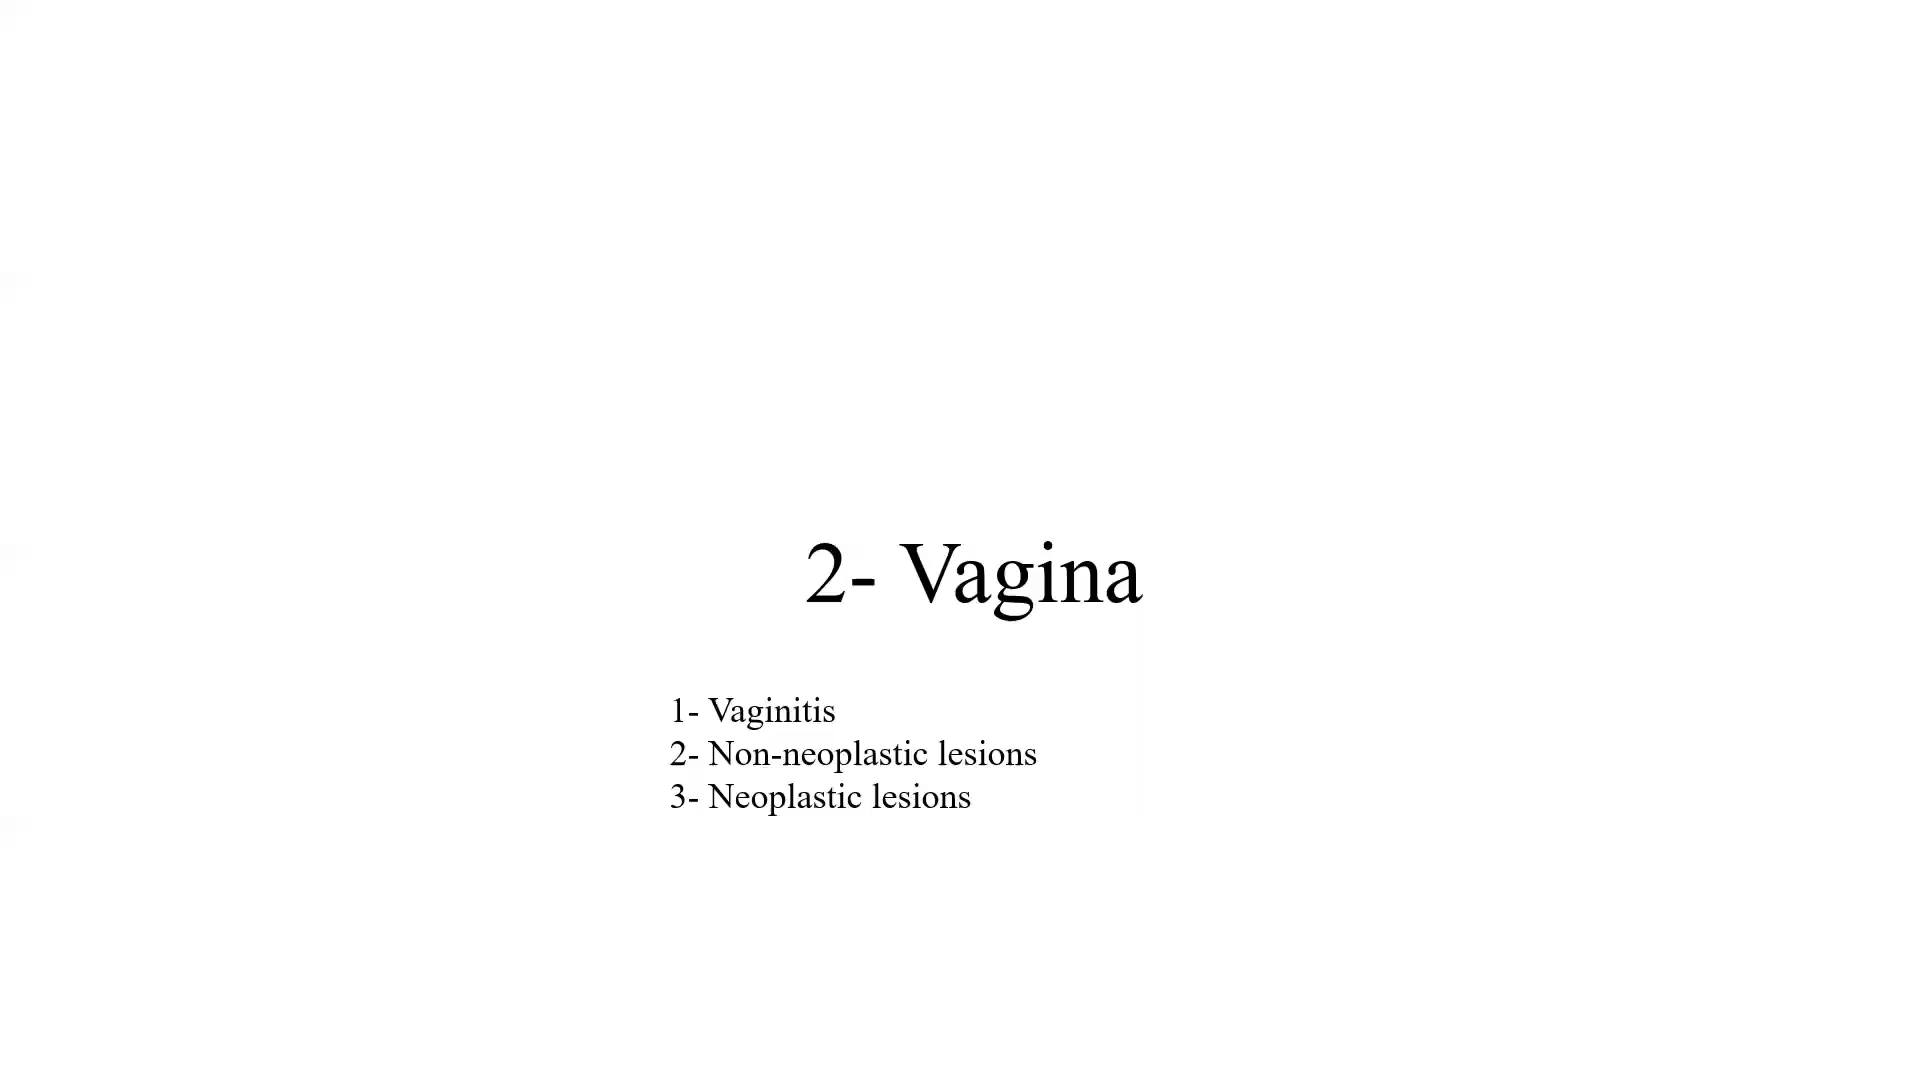 2- Vagina
1- Vaginitis
2- Non-neoplastic lesions
3- Neoplastic lesions